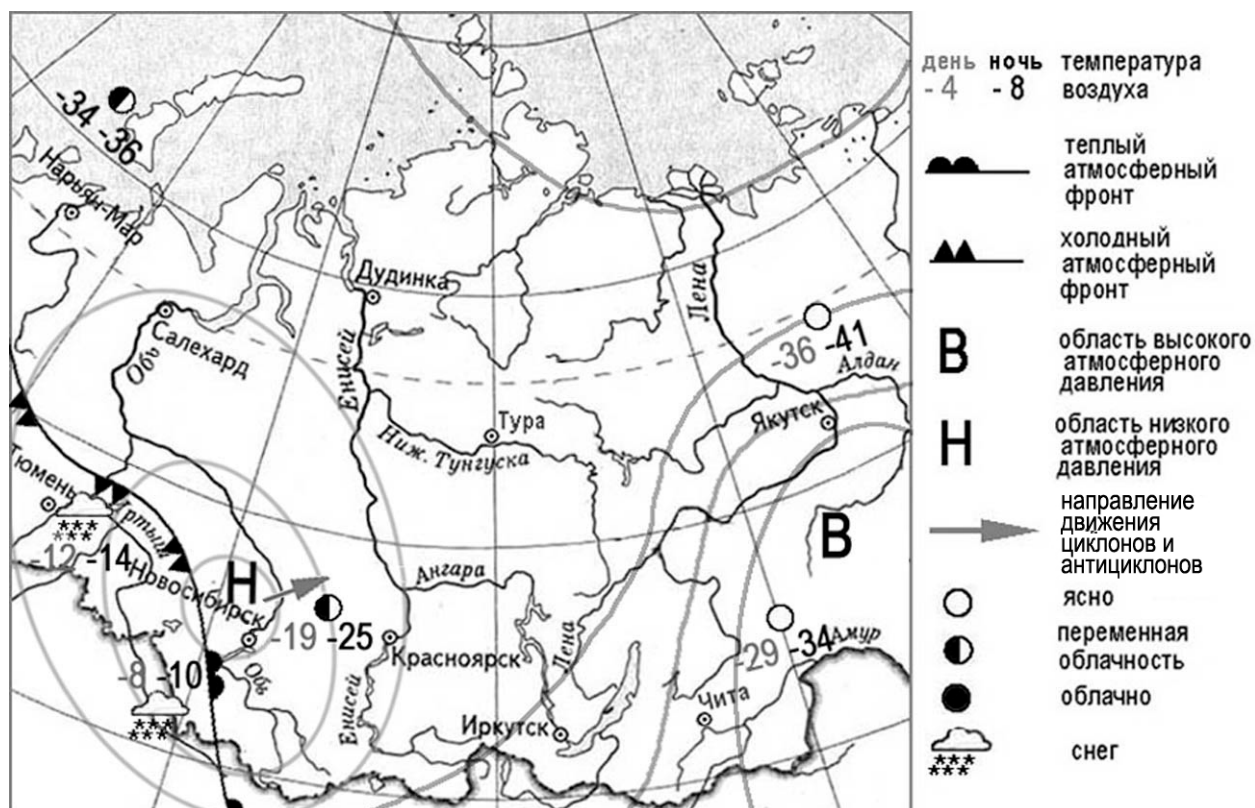 -34 -36
Нарьян-Мар
Дудинка
Салехард
Обь
Енисей
Лена
-36 -41
Алдан
Якутск
Тура
Ниж. Тунгуска
Тюмень
Иртыш
-12 -14
Новосибирск
Н
-19 -25
Ангара
Красноярск
Обь
-8 -10
Енисей
Иркутск
Лена
В
-29 -34
Амур
Чита
день ночь температура
- 4 - 8 воздуха
теплый
атмосферный
фронт
холодный
атмосферный
фронт
В
область высокого
атмосферного
давления
Н
область низкого
атмосферного
давления
направление
движения
циклонов и
антициклонов
ясно
переменная
облачность
облачно
снег